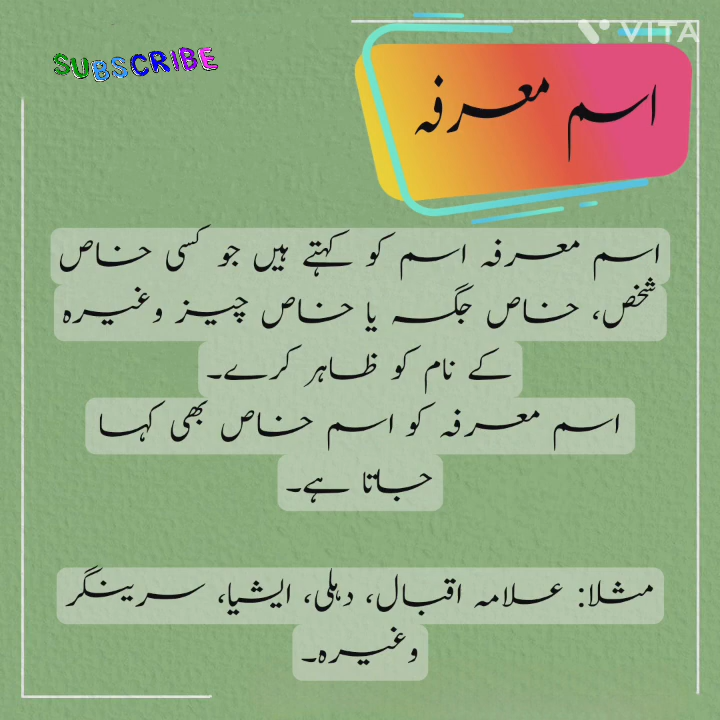 VITA
SUBSCRIBE
اسم معرفہ
اسم معرفہ اسم کو کہتے ہیں جو کسی خاص
شخص، خاص جگہ یا خاص چیز وغیرہ
کے نام کو ظاہر کرے۔
اسم معرفہ کو اسم خاص بھی کہا
جاتا ہے۔
مثلا: علامہ اقبال، دہلی، ایشیا، سرینگر
وغیرہ۔